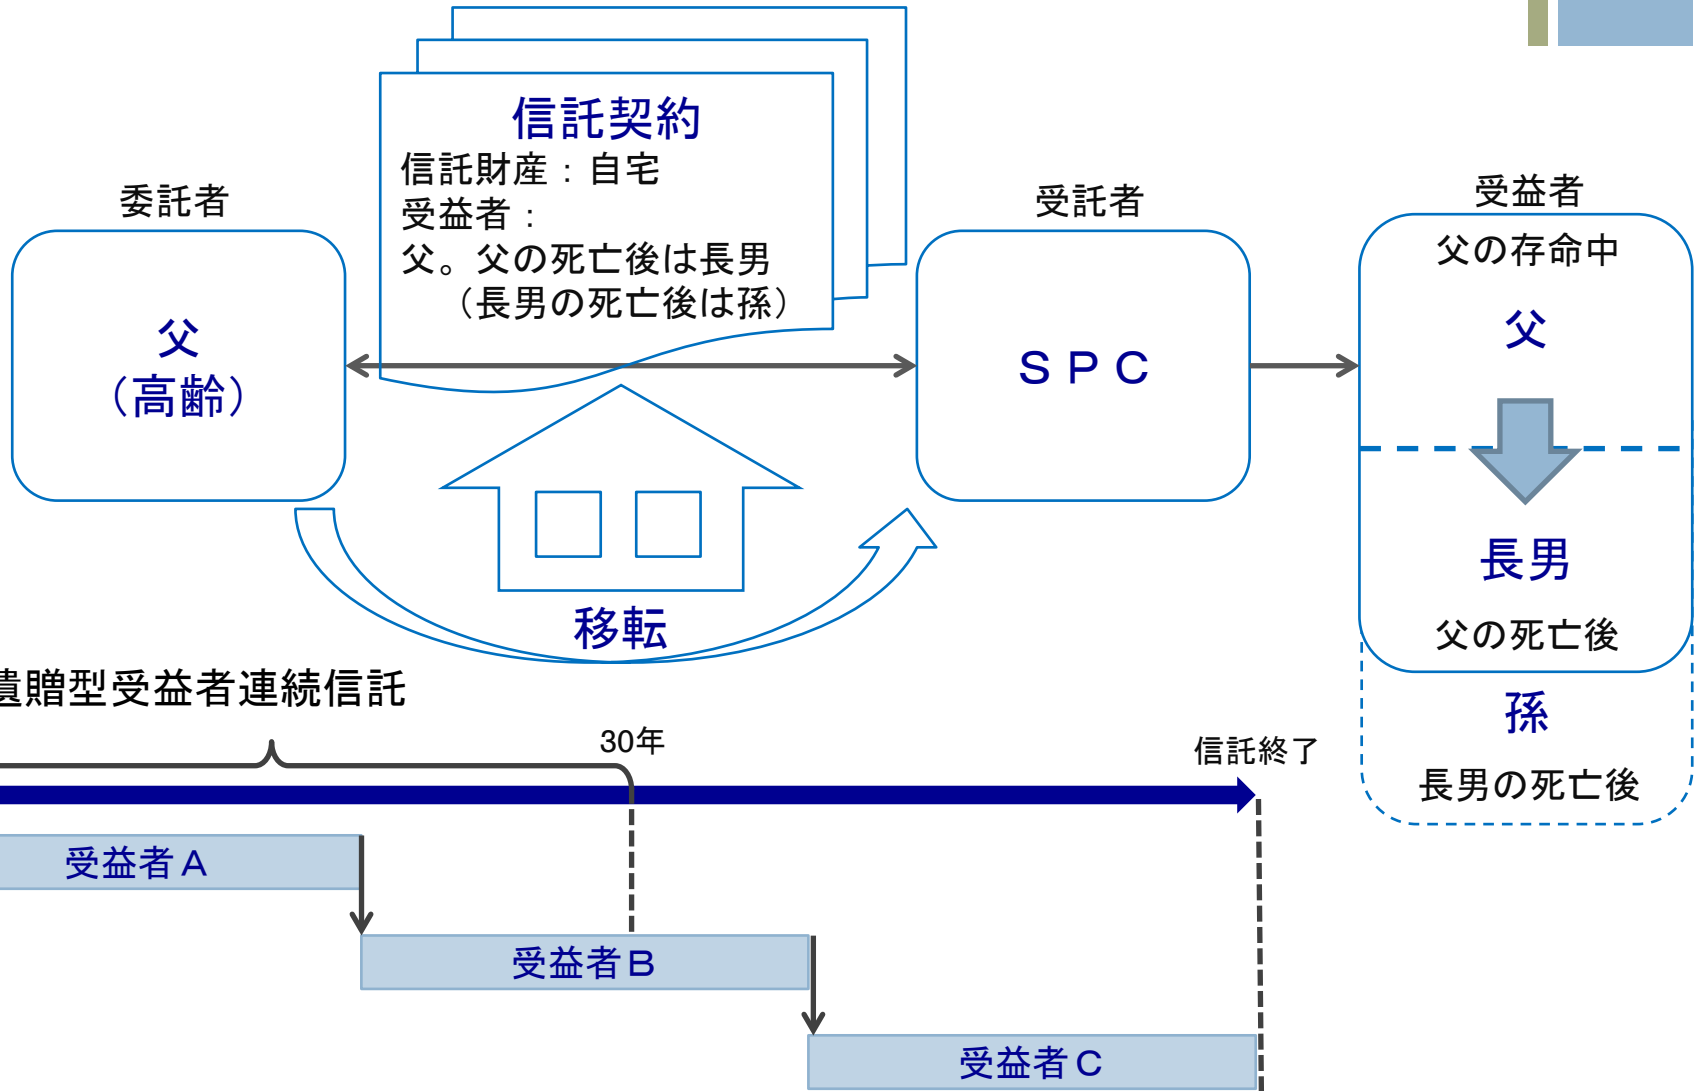 信託契約
信託財産：自宅
受益者：
父。父の死亡後は長男
（長男の死亡後は孫）
委託者
父
（高齢）
受託者
ＳＰＣ
受益者
父の存命中
父
長男
父の死亡後
孫
長男の死亡後
移転
遺贈型受益者連続信託
30年
信託終了
受益者Ａ
受益者Ｂ
受益者Ｃ